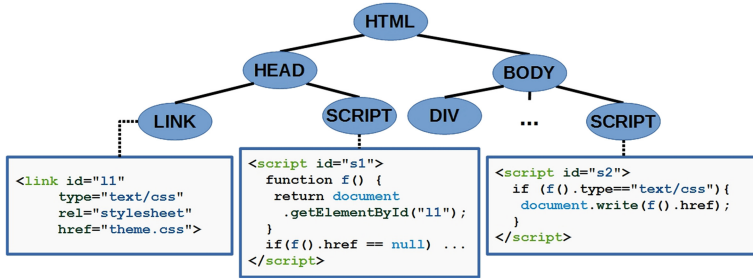 HTML
HEAD
BODY
LINK
SCRIPT
DIV
...
SCRIPT
<link id="l1"
type="text/css"
rel="stylesheet"
href="theme.css">
<script id="s1">
function f() {
return document
.getElementById("l1");
}
if(f().href == null) ...
</script>
<script id="s2">
if (f().type=="text/css"){
document.write(f().href);
}
</script>